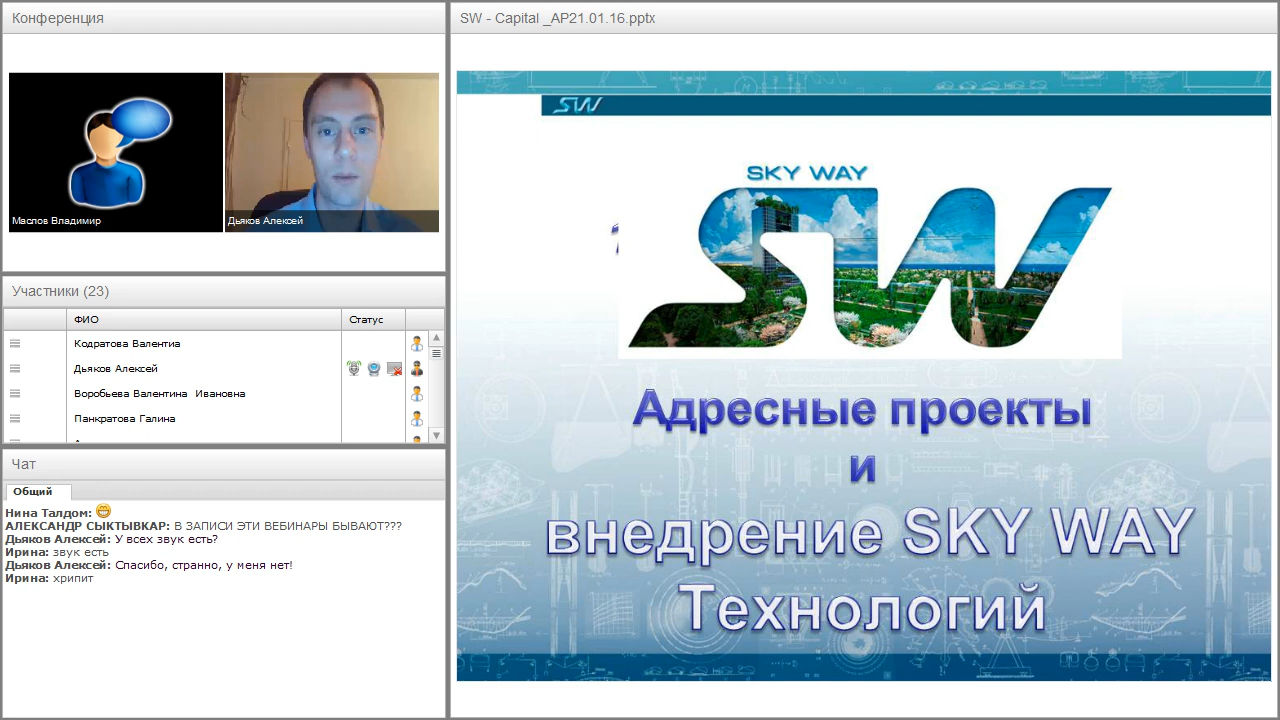 Конференция
Маслов Владимир
Дьяков Алексей
Участники (23)
ФИО
Статус
Кодратова Валентиа
Дьяков Алексей
Воробьева Валентина Ивановна
Панкратова Галина
Чат
Общий
Нина Талдом:
АЛЕКСАНДР СЫКТЫВКАР: В ЗАПИСИ ЭТИ ВЕБИНАРЫ БЫВАЮТ???
Дьяков Алексей: У всех звук есть?
Ирина: звук есть
Дьяков Алексей: Спасибо, странно, у меня нет!
Ирина: хрипит
SW - Capital _AP21.01.16.pptx
SW
SKY WAY
SW
Адресные проекты
и
внедрение SKY WAY
Технологий